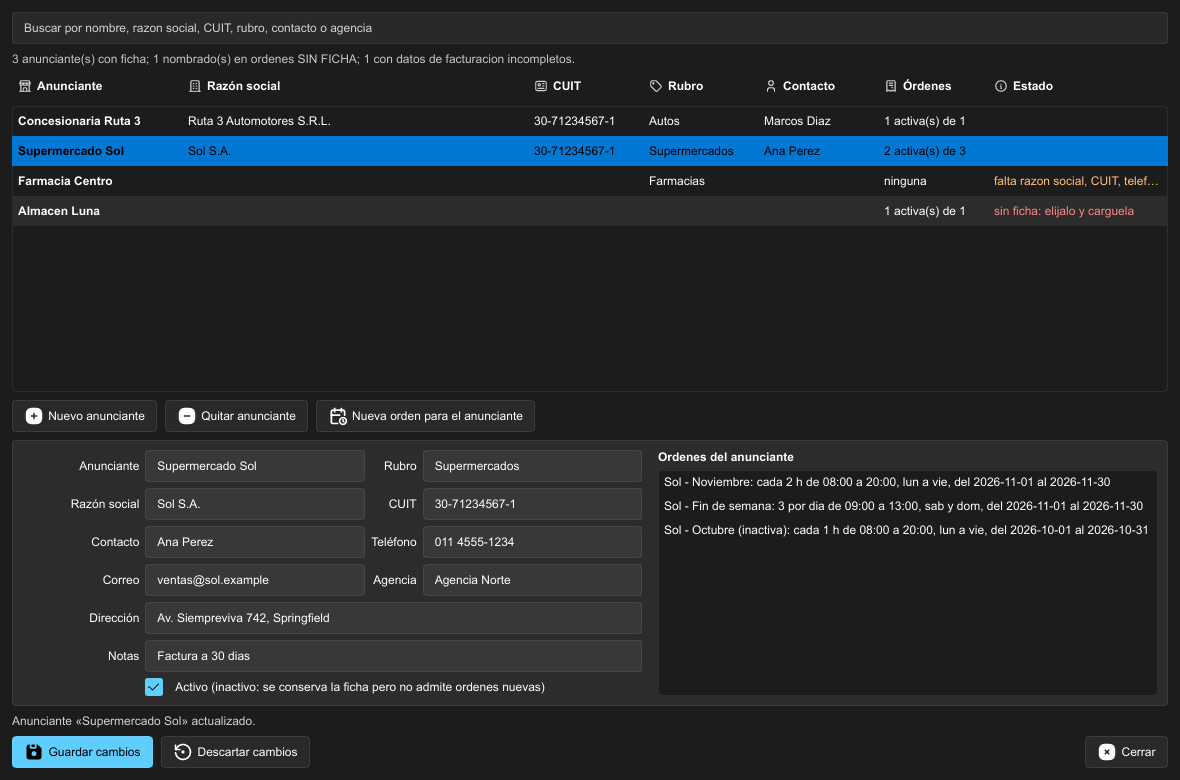 Buscar por nombre, razon social, CUIT, rubro, contacto o agencia
3 anunciante(s) con ficha; 1 nombrado(s) en ordenes SIN FICHA; 1 con datos de facturacion incompletos.
Anunciante Razón social CUIT Rubro Contacto Órdenes Estado
Concesionaria Ruta 3 Ruta 3 Automotores S.R.L. 30-71234567-1 Autos Marcos Diaz 1 activa(s) de 1
Supermercado Sol Sol S.A. 30-71234567-1 Supermercados Ana Perez 2 activa(s) de 3
Farmacia Centro Farmacias ninguna falta razon social, CUIT, telef…
Almacen Luna 1 activa(s) de 1 sin ficha: elijalo y carguela
Nuevo anunciante Quitar anunciante Nueva orden para el anunciante
Anunciante Supermercado Sol Rubro Supermercados
Razón social Sol S.A. CUIT 30-71234567-1
Contacto Ana Perez Teléfono 011 4555-1234
Correo ventas@sol.example Agencia Agencia Norte
Dirección Av. Siempreviva 742, Springfield
Notas Factura a 30 dias
Activo (inactivo: se conserva la ficha pero no admite ordenes nuevas)
Ordenes del anunciante
Sol - Noviembre: cada 2 h de 08:00 a 20:00, lun a vie, del 2026-11-01 al 2026-11-30
Sol - Fin de semana: 3 por dia de 09:00 a 13:00, sab y dom, del 2026-11-01 al 2026-11-30
Sol - Octubre (inactiva): cada 1 h de 08:00 a 20:00, lun a vie, del 2026-10-01 al 2026-10-31
Anunciante «Supermercado Sol» actualizado.
Guardar cambios Descartar cambios Cerrar